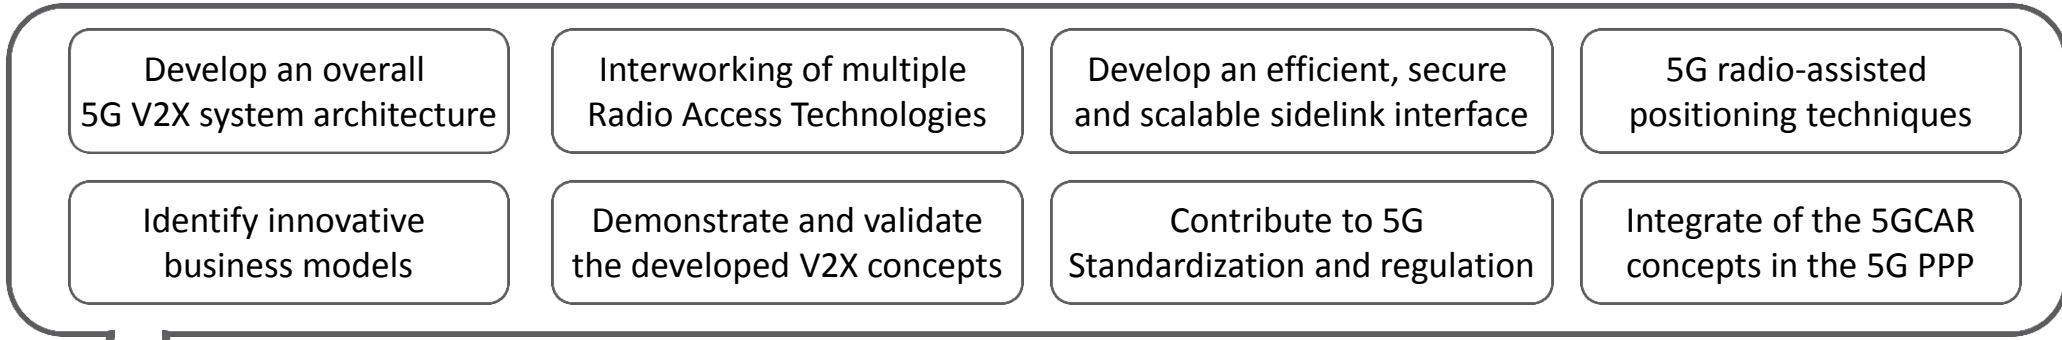 Develop an overall
5G V2X system architecture
Interworking of multiple
Radio Access Technologies
Develop an efficient, secure
and scalable sidelink interface
5G radio-assisted
positioning techniques
Identify innovative
business models
Demonstrate and validate
the developed V2X concepts
Contribute to 5G
Standardization and regulation
Integrate of the 5GCAR
concepts in the 5G PPP